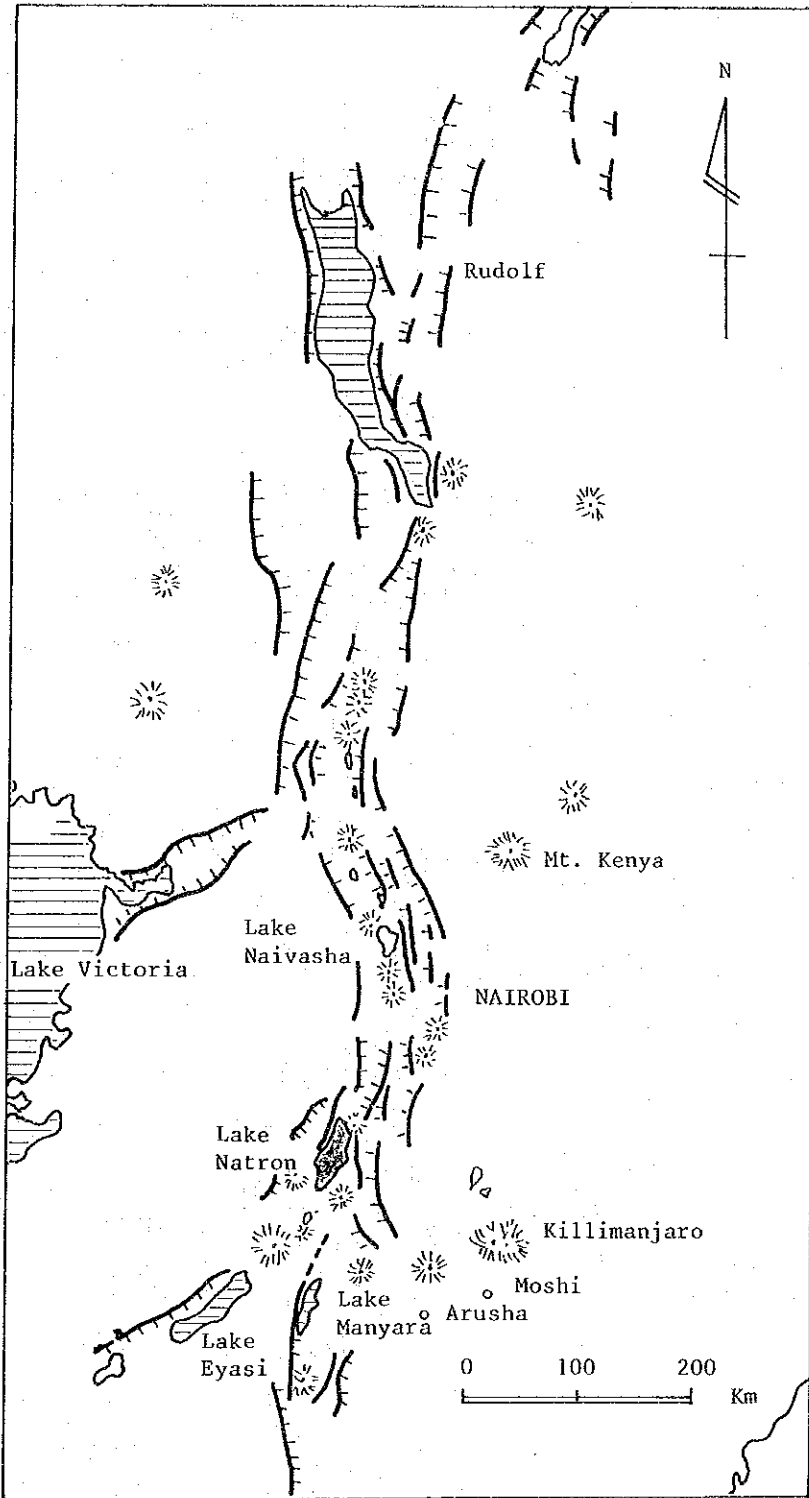 N
Rudolf
Mt. Kenya
Lake
Naivasha
Lake Victoria
NAIROBI
Lake
Natron
Killimanjaro
Moshi
Lake
Manyara
Arusha
Lake
Eyasi
0 100 200
Km